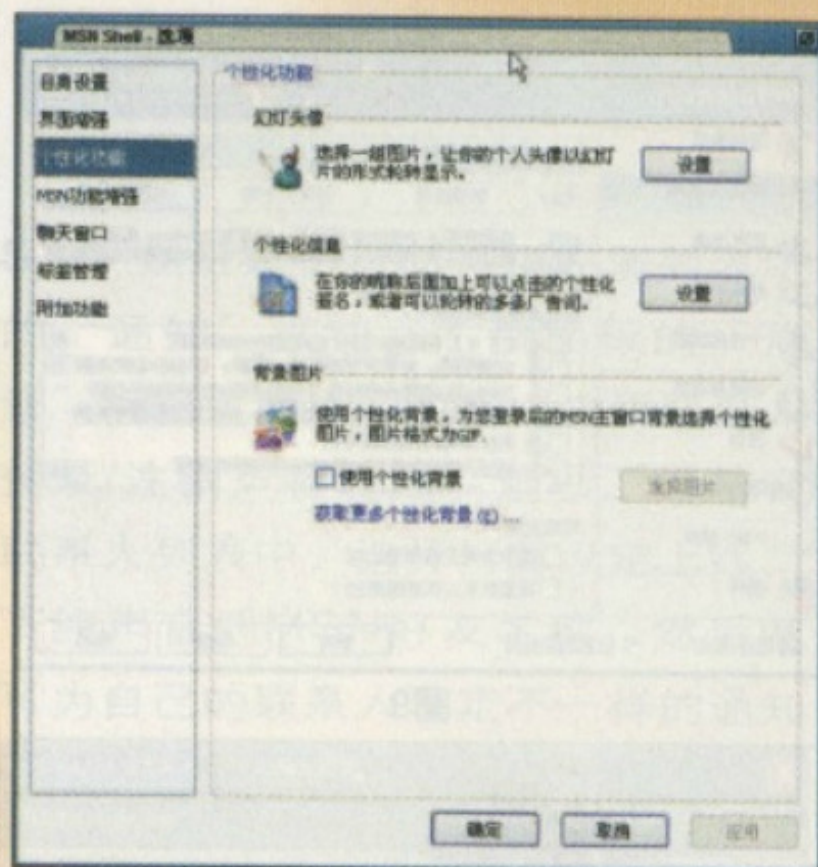 MSN Shell - 选项
自身设置
界面增强
个性化功能
MSN功能增强
聊天窗口
标签管理
附加功能
个性化功能
幻灯头像
选择一组图片，让你的个人头像以幻灯
片的形式轮转显示。
设置
个性化信息
在你的昵称后面加上可以点击的个性化
签名，或者可以轮转的多条广告词。
设置
背景图片
使用个性化背景，为您登录后的MSN主窗口背景选择个性化
图片，图片格式为GIF.
使用个性化背景
选择图片
获取更多个性化背景(G)...
确定
取消
应用